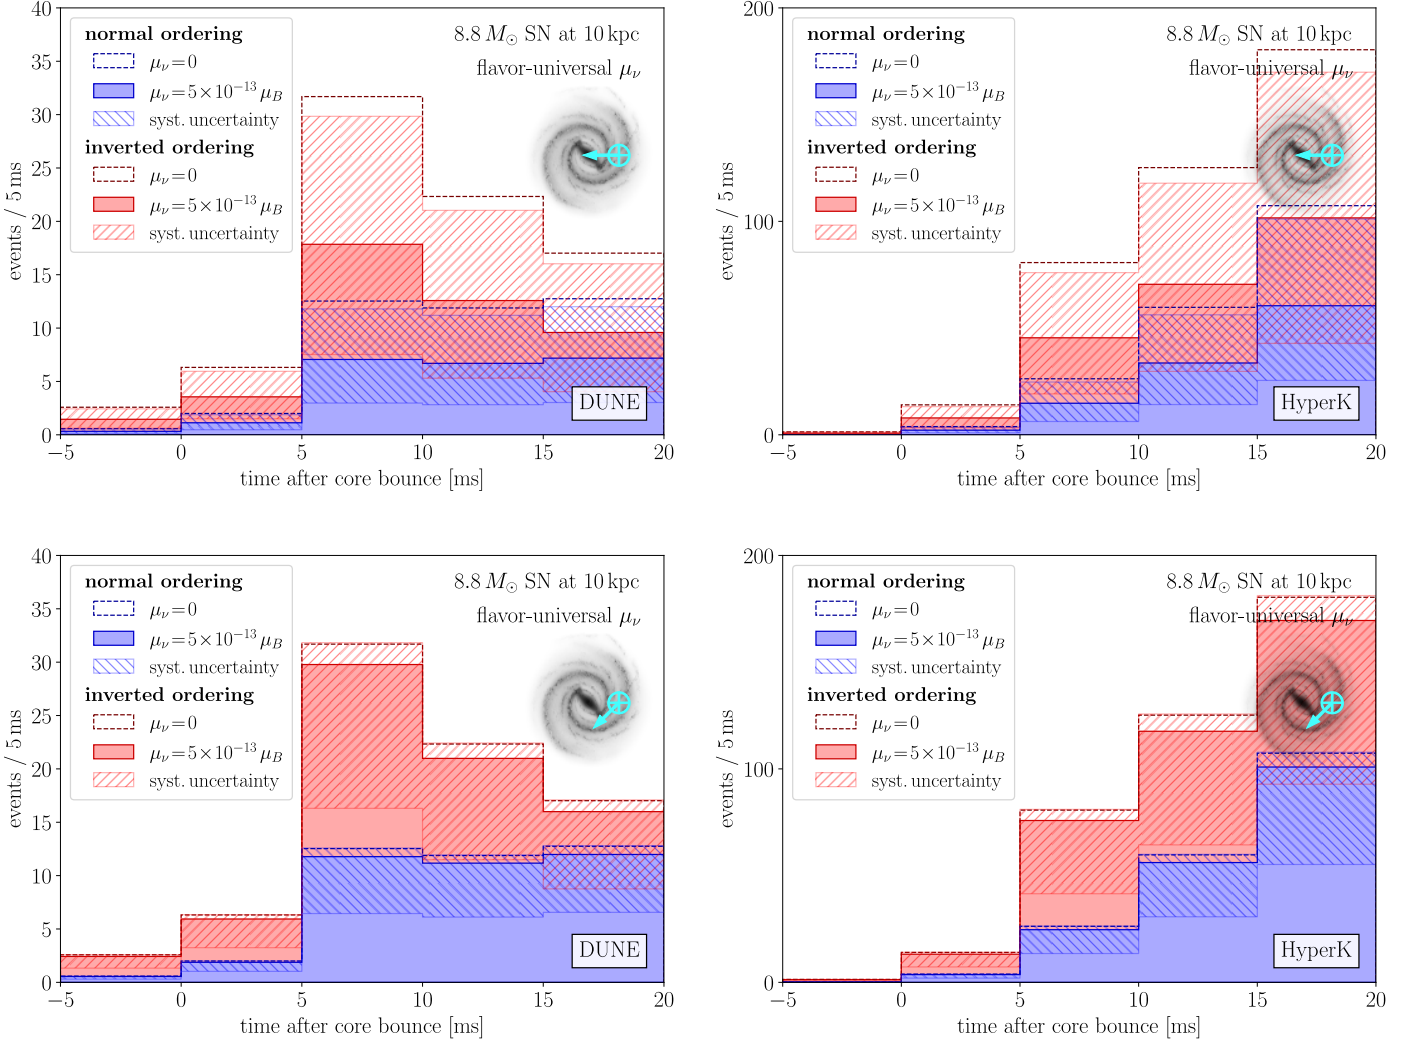 40
35
30
25
20
15
10
5
0
events / 5 ms
normal ordering
μν=0
μν=5×10−13 μB
syst. uncertainty
inverted ordering
μν=0
μν=5×10−13 μB
syst. uncertainty
8.8 M⊙ SN at 10 kpc
flavor-universal μν
DUNE
−5 0 5 10 15 20
time after core bounce [ms]
200
100
0
events / 5 ms
normal ordering
μν=0
μν=5×10−13 μB
syst. uncertainty
inverted ordering
μν=0
μν=5×10−13 μB
syst. uncertainty
8.8 M⊙ SN at 10 kpc
flavor-universal μν
HyperK
−5 0 5 10 15 20
time after core bounce [ms]
40
35
30
25
20
15
10
5
0
events / 5 ms
normal ordering
μν=0
μν=5×10−13 μB
syst. uncertainty
inverted ordering
μν=0
μν=5×10−13 μB
syst. uncertainty
8.8 M⊙ SN at 10 kpc
flavor-universal μν
DUNE
−5 0 5 10 15 20
time after core bounce [ms]
200
100
0
events / 5 ms
normal ordering
μν=0
μν=5×10−13 μB
syst. uncertainty
inverted ordering
μν=0
μν=5×10−13 μB
syst. uncertainty
8.8 M⊙ SN at 10 kpc
flavor-universal μν
HyperK
−5 0 5 10 15 20
time after core bounce [ms]